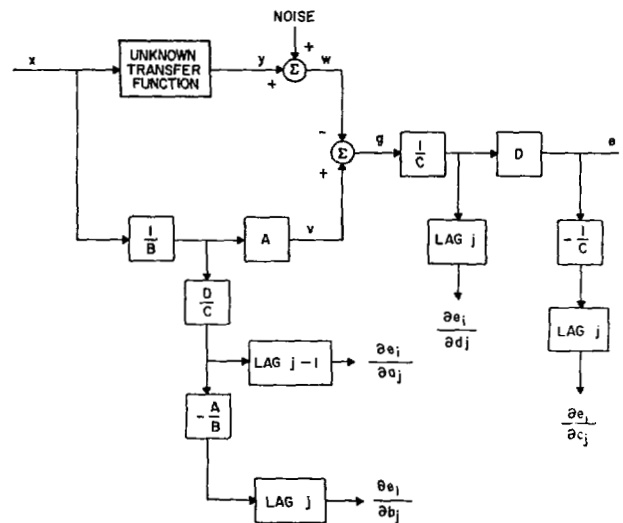 NOISE
x
UNKNOWN
TRANSFER
FUNCTION
y
+
+
Σ
w
-
Σ
+
g
1
C
D
e
1
B
A
v
LAG j
- 1
C
D
C
∂e_i
∂d_j
LAG j
LAG j-1
∂e_i
∂a_j
- A
B
∂e_i
∂c_j
LAG j
∂e_i
∂b_j